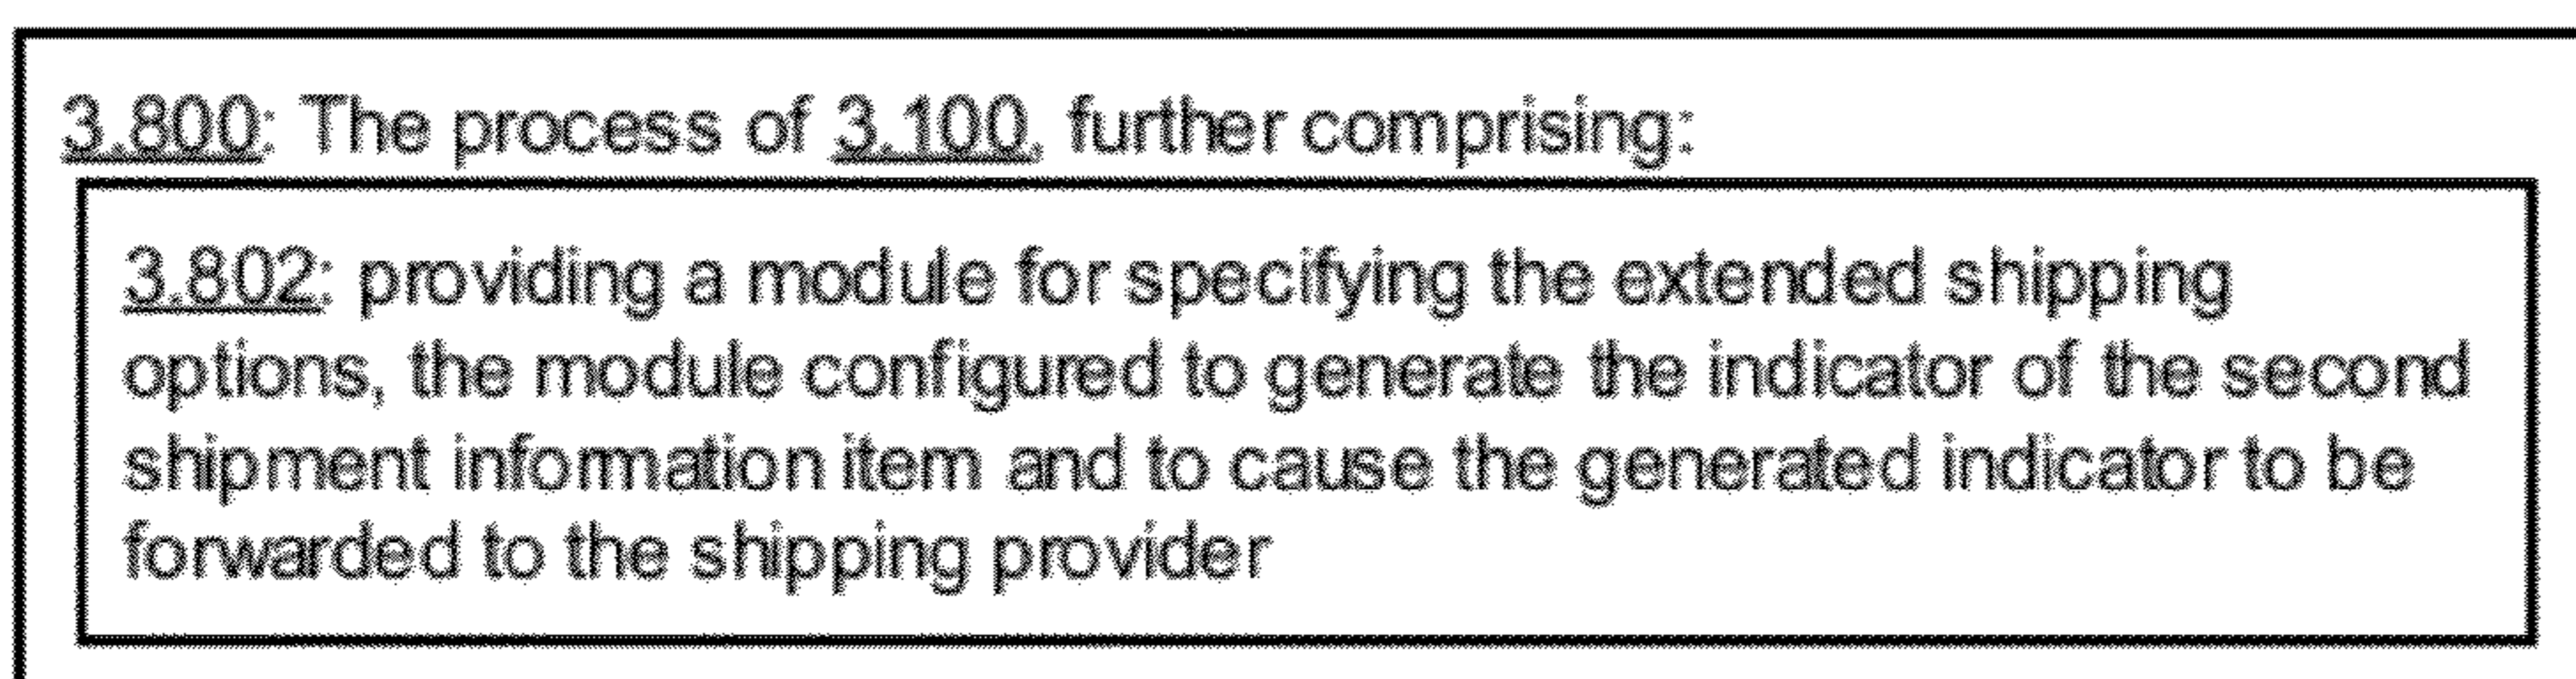 3.800: The process of 3.100, further comprising:
3.802: providing a module for specifying the extended shipping
options, the module configured to generate the indicator of the second
shipment information item and to cause the generated indicator to be
forwarded to the shipping provider